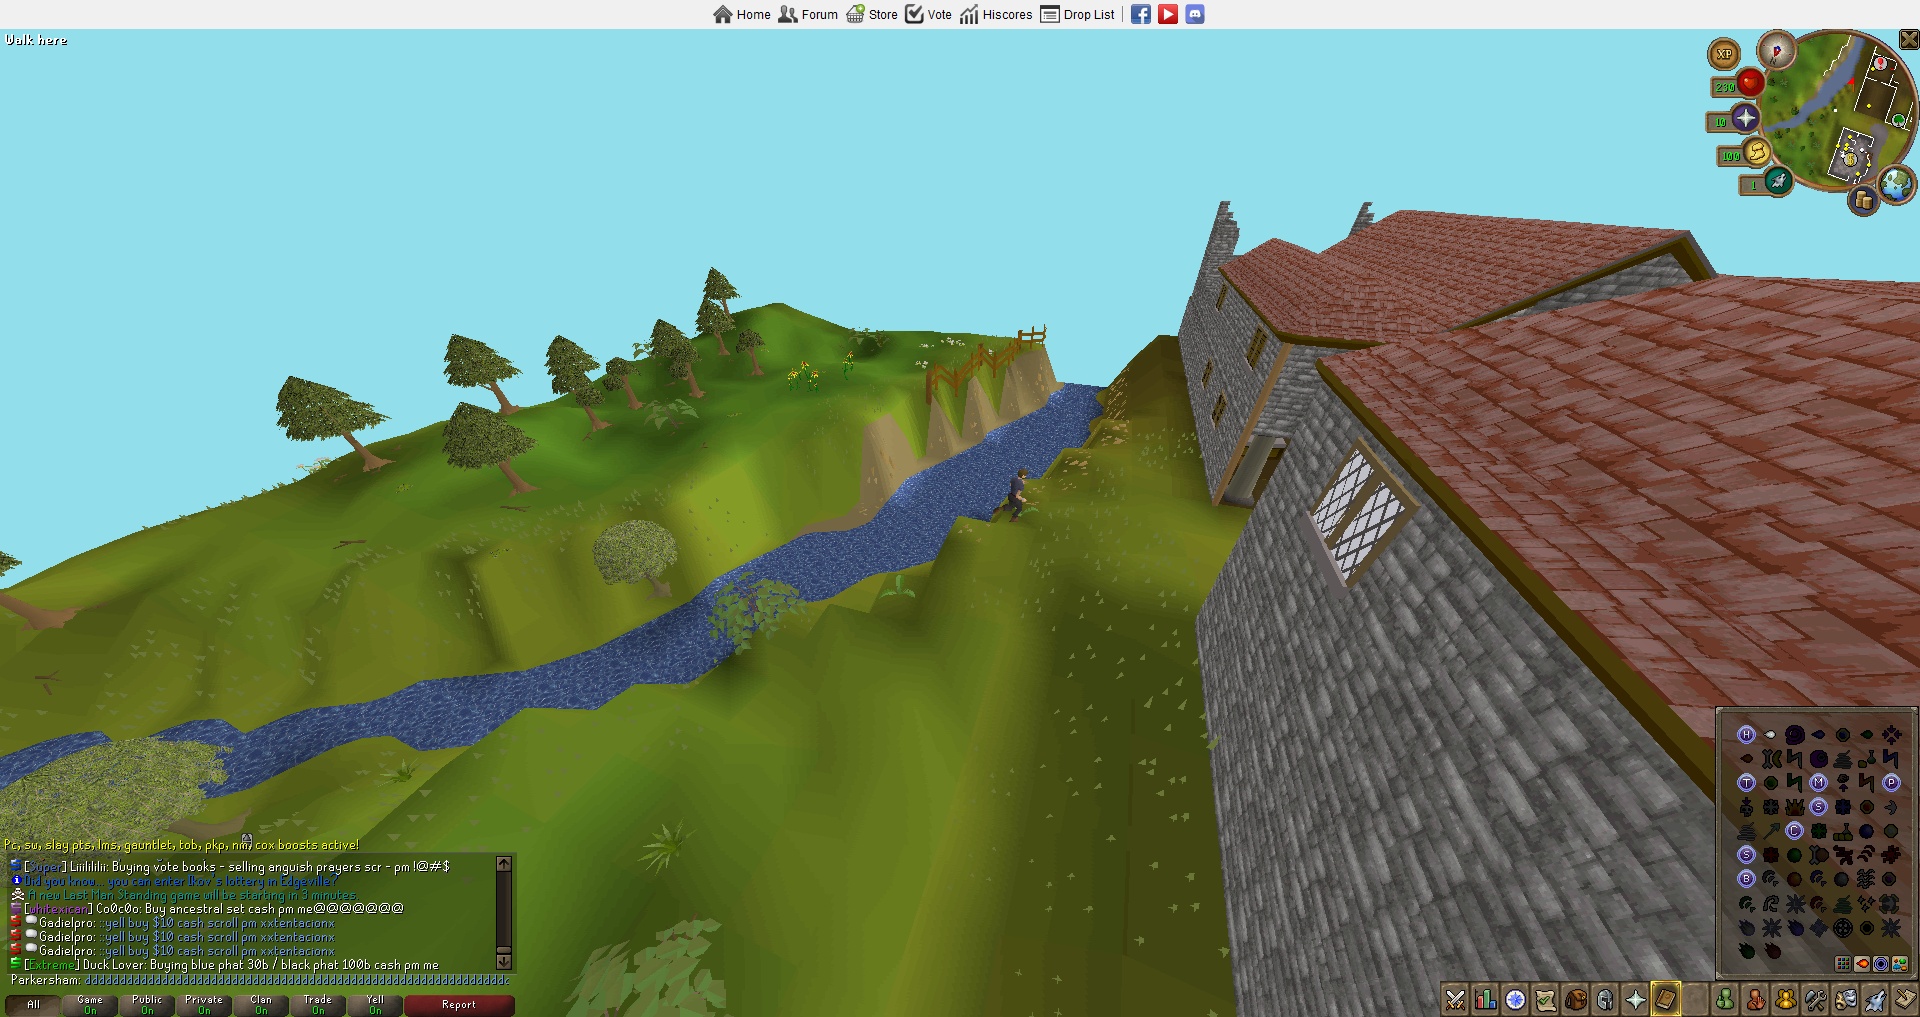 Home Forum Store Vote Hiscores Drop List
Walk here
XP
230
10
100
1
Pc, sw, slay pts, lms, gauntlet, tob, pkp, nm, cox boosts active!
[Super] Liilililii: Buying vote books - selling anguish prayers scr - pm !@#$
Did you know... you can enter Ikov's lottery in Edgeville?
A new Last Man Standing game will be starting in 3 minutes.
[whitexican] Co0c0o: Buy ancestral set cash pm me@@@@@@@
Gadielpro: ::yell buy $10 cash scroll pm xxtentacionx
Gadielpro: ::yell buy $10 cash scroll pm xxtentacionx
Gadielpro: ::yell buy $10 cash scroll pm xxtentacionx
[Extreme] Duck Lover: Buying blue phat 30b / black phat 100b cash pm me
Parkersham:
All Game Public Private Clan Trade Yell Report
On On On On On On
H
T M P
S
C
S
B